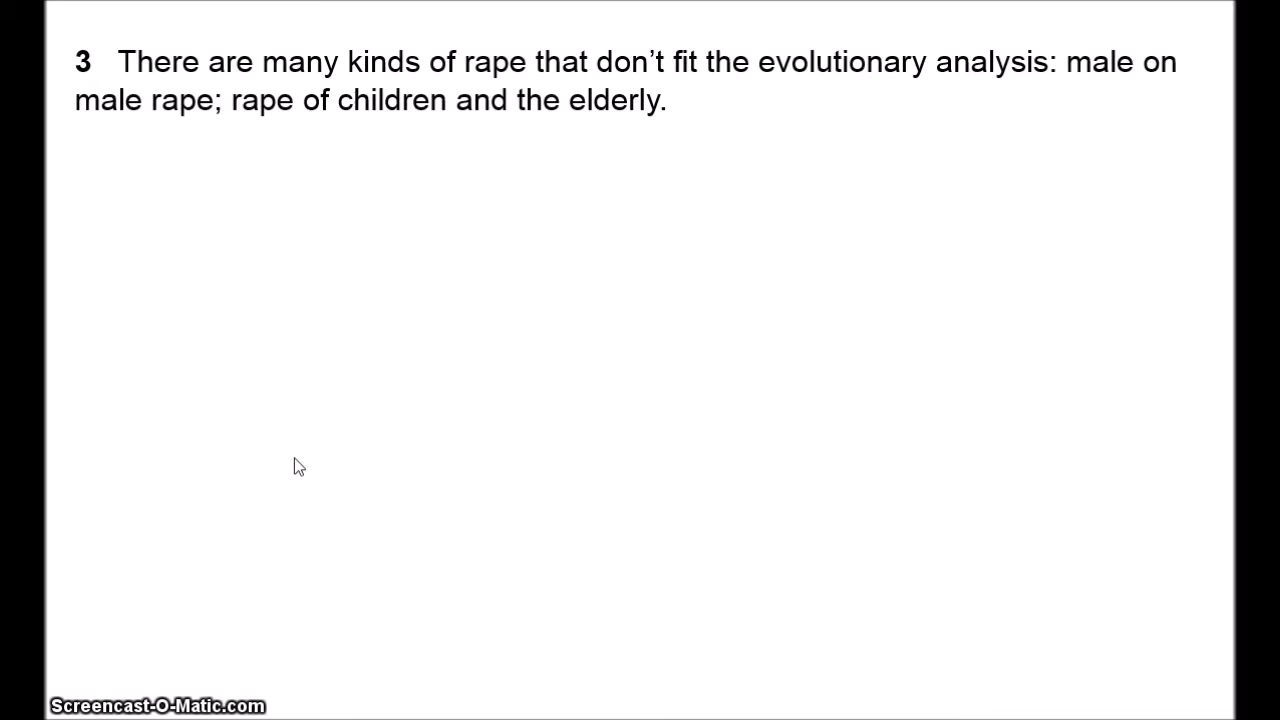 3 There are many kinds of rape that don’t fit the evolutionary analysis: male on
male rape; rape of children and the elderly.
Screencast-O-Matic.com